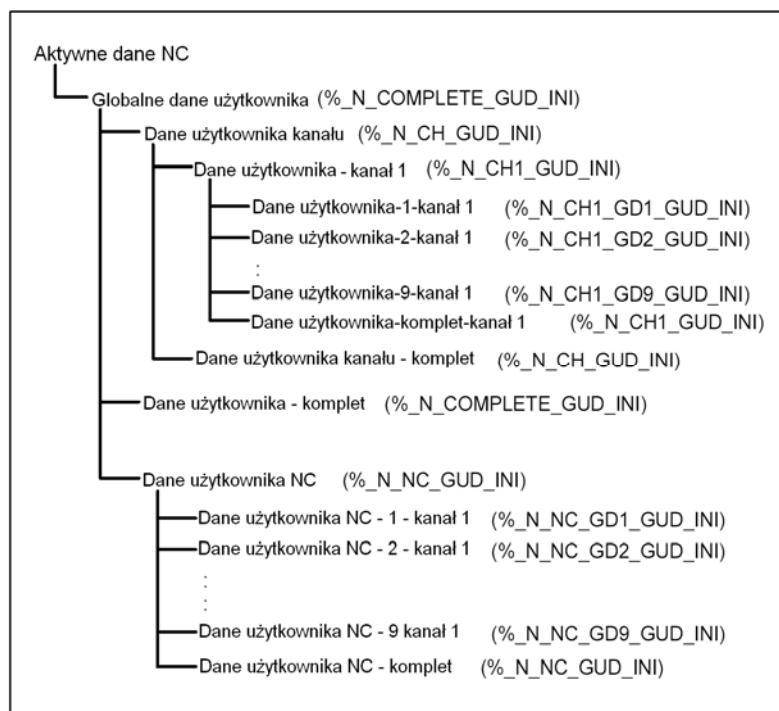 Aktywne dane NC
Globalne dane użytkownika (%_N_COMPLETE_GUD_INI)
Dane użytkownika kanału (%_N_CH_GUD_INI)
Dane użytkownika - kanał 1 (%_N_CH1_GUD_INI)
Dane użytkownika-1-kanał 1 (%_N_CH1_GD1_GUD_INI)
Dane użytkownika-2-kanał 1 (%_N_CH1_GD2_GUD_INI)
:
Dane użytkownika-9-kanał 1 (%_N_CH1_GD9_GUD_INI)
Dane użytkownika-komplet-kanał 1 (%_N_CH1_GUD_INI)
Dane użytkownika kanału - komplet (%_N_CH_GUD_INI)
Dane użytkownika - komplet (%_N_COMPLETE_GUD_INI)
Dane użytkownika NC (%_N_NC_GUD_INI)
Dane użytkownika NC - 1 - kanał 1 (%_N_NC_GD1_GUD_INI)
Dane użytkownika NC - 2 - kanał 1 (%_N_NC_GD2_GUD_INI)
:
:
Dane użytkownika NC - 9 kanał 1 (%_N_NC_GD9_GUD_INI)
Dane użytkownika NC - komplet (%_N_NC_GUD_INI)